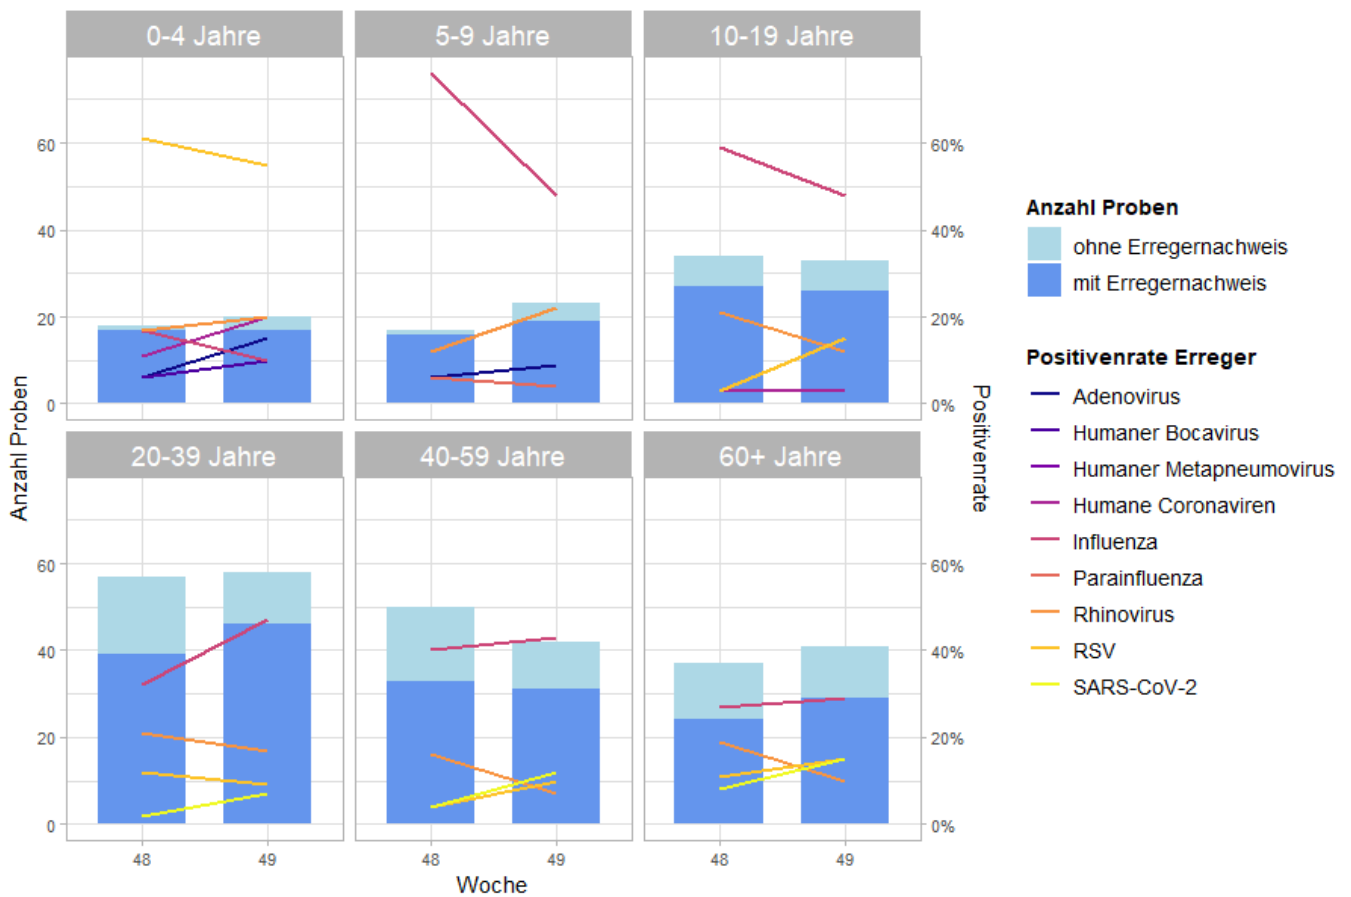 0-4 Jahre
5-9 Jahre
10-19 Jahre
60
40
20
0
60%
40%
20%
0%
20-39 Jahre
40-59 Jahre
60+ Jahre
60
40
20
0
60%
40%
20%
0%
48
49
48
49
48
49
Woche
Anzahl Proben
Positivenrate
Anzahl Proben
ohne Erregernachweis
mit Erregernachweis
Positivenrate Erreger
Adenovirus
Humaner Bocavirus
Humaner Metapneumovirus
Humane Coronaviren
Influenza
Parainfluenza
Rhinovirus
RSV
SARS-CoV-2